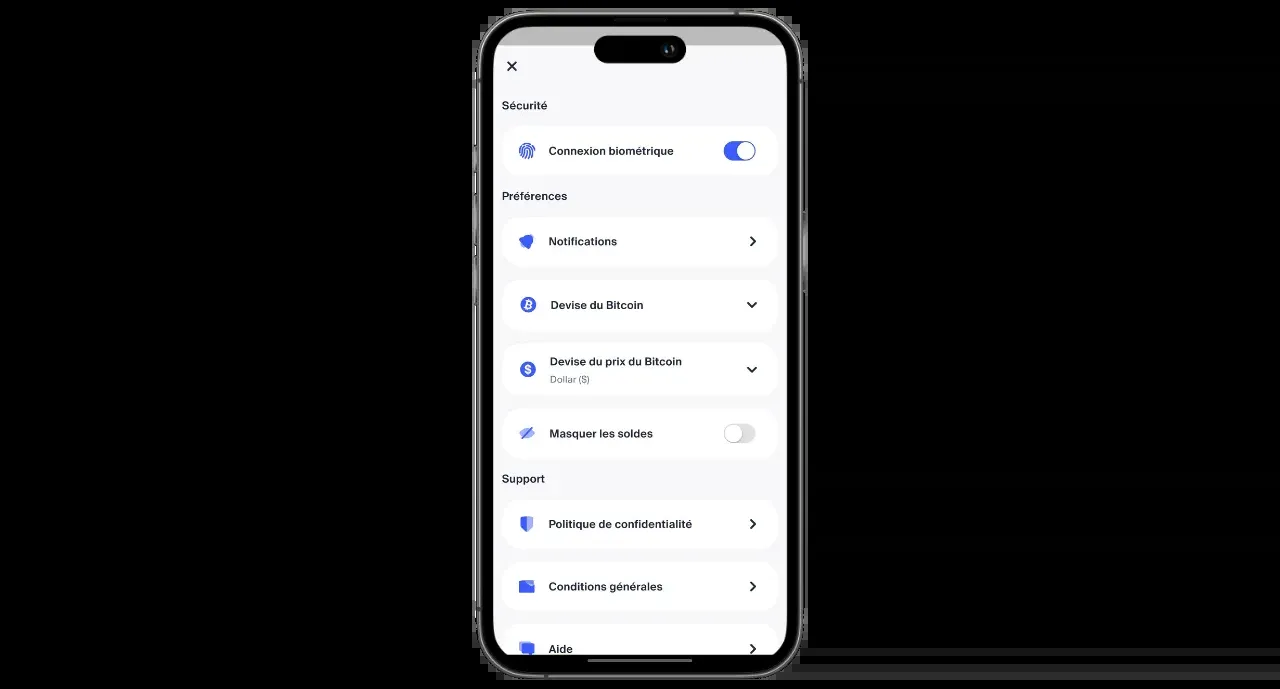 Sécurité
Connexion biométrique
Préférences
Notifications
Devise du Bitcoin
Devise du prix du Bitcoin
Dollar ($)
Masquer les soldes
Support
Politique de confidentialité
Conditions générales
Aide